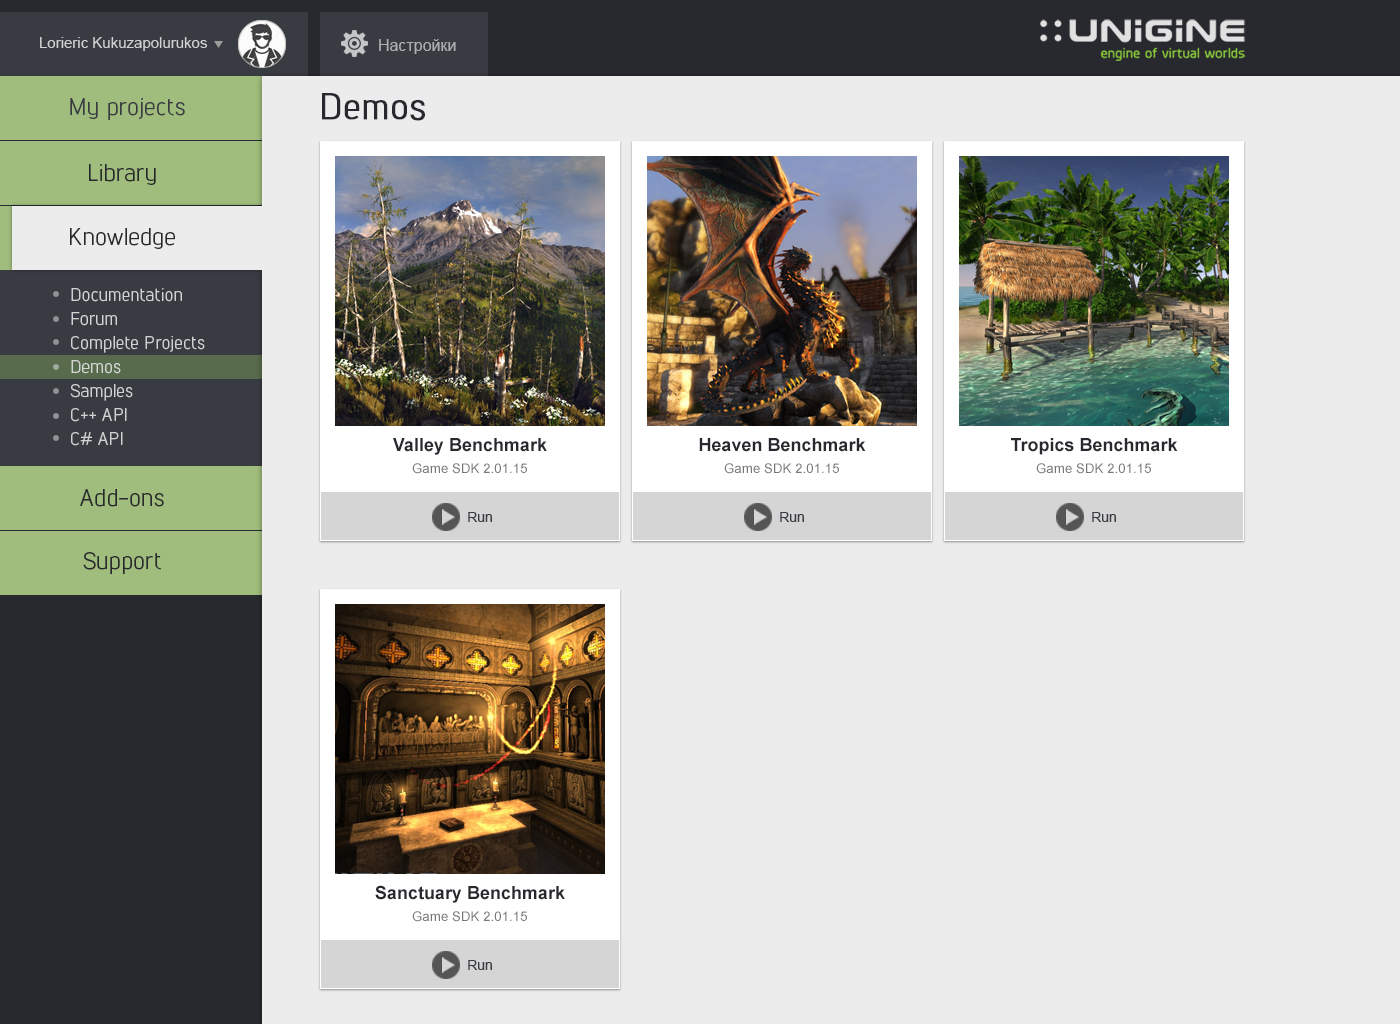 Lorieric Kukuzapolurukos
Настройки
UNiGiNE
engine of virtual worlds
My projects
Library
Knowledge
Documentation
Forum
Complete Projects
Demos
Samples
C++ API
C# API
Add-ons
Support
Demos
Valley Benchmark
Game SDK 2.01.15
Run
Heaven Benchmark
Game SDK 2.01.15
Run
Tropics Benchmark
Game SDK 2.01.15
Run
Sanctuary Benchmark
Game SDK 2.01.15
Run